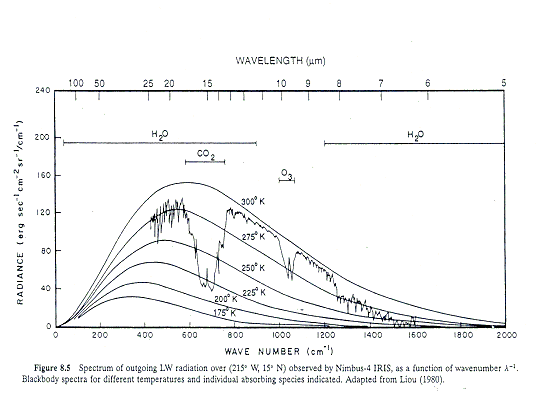 WAVELENGTH (μm)
100 50 25 20 15 10 9 8 7 6 5
240
H2O H2O
200
CO2
160
O3
300° K
120
275° K
80
250° K
225° K
40
200° K
175° K
0
RADIANCE (erg sec⁻¹cm⁻²sr⁻¹/cm⁻¹)
0 200 400 600 800 1000 1200 1400 1600 1800 2000
WAVE NUMBER (cm⁻¹)
Figure 8.5 Spectrum of outgoing LW radiation over (215° W, 15° N) observed by Nimbus-4 IRIS, as a function of wavenumber λ⁻¹.
Blackbody spectra for different temperatures and individual absorbing species indicated. Adapted from Liou (1980).